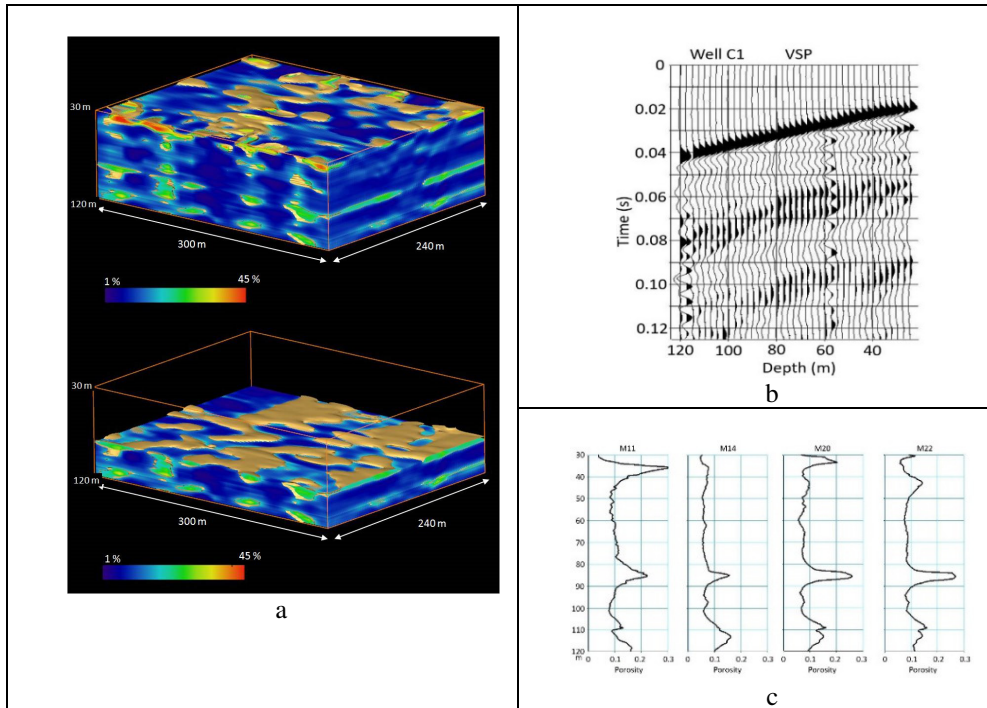 30 m
120 m
300 m
240 m
1 %
45 %
30 m
120 m
300 m
240 m
1 %
45 %
a
Well C1 VSP
0
0.02
0.04
0.06
0.08
0.10
0.12
Time (s)
120 100 80 60 40
Depth (m)
b
M11 M14 M20 M22
30
40
50
60
70
80
90
100
110
120
m
0 0.1 0.2 0.3 0 0.1 0.2 0.3 0 0.1 0.2 0.3 0 0.1 0.2 0.3
Porosity Porosity Porosity Porosity
c